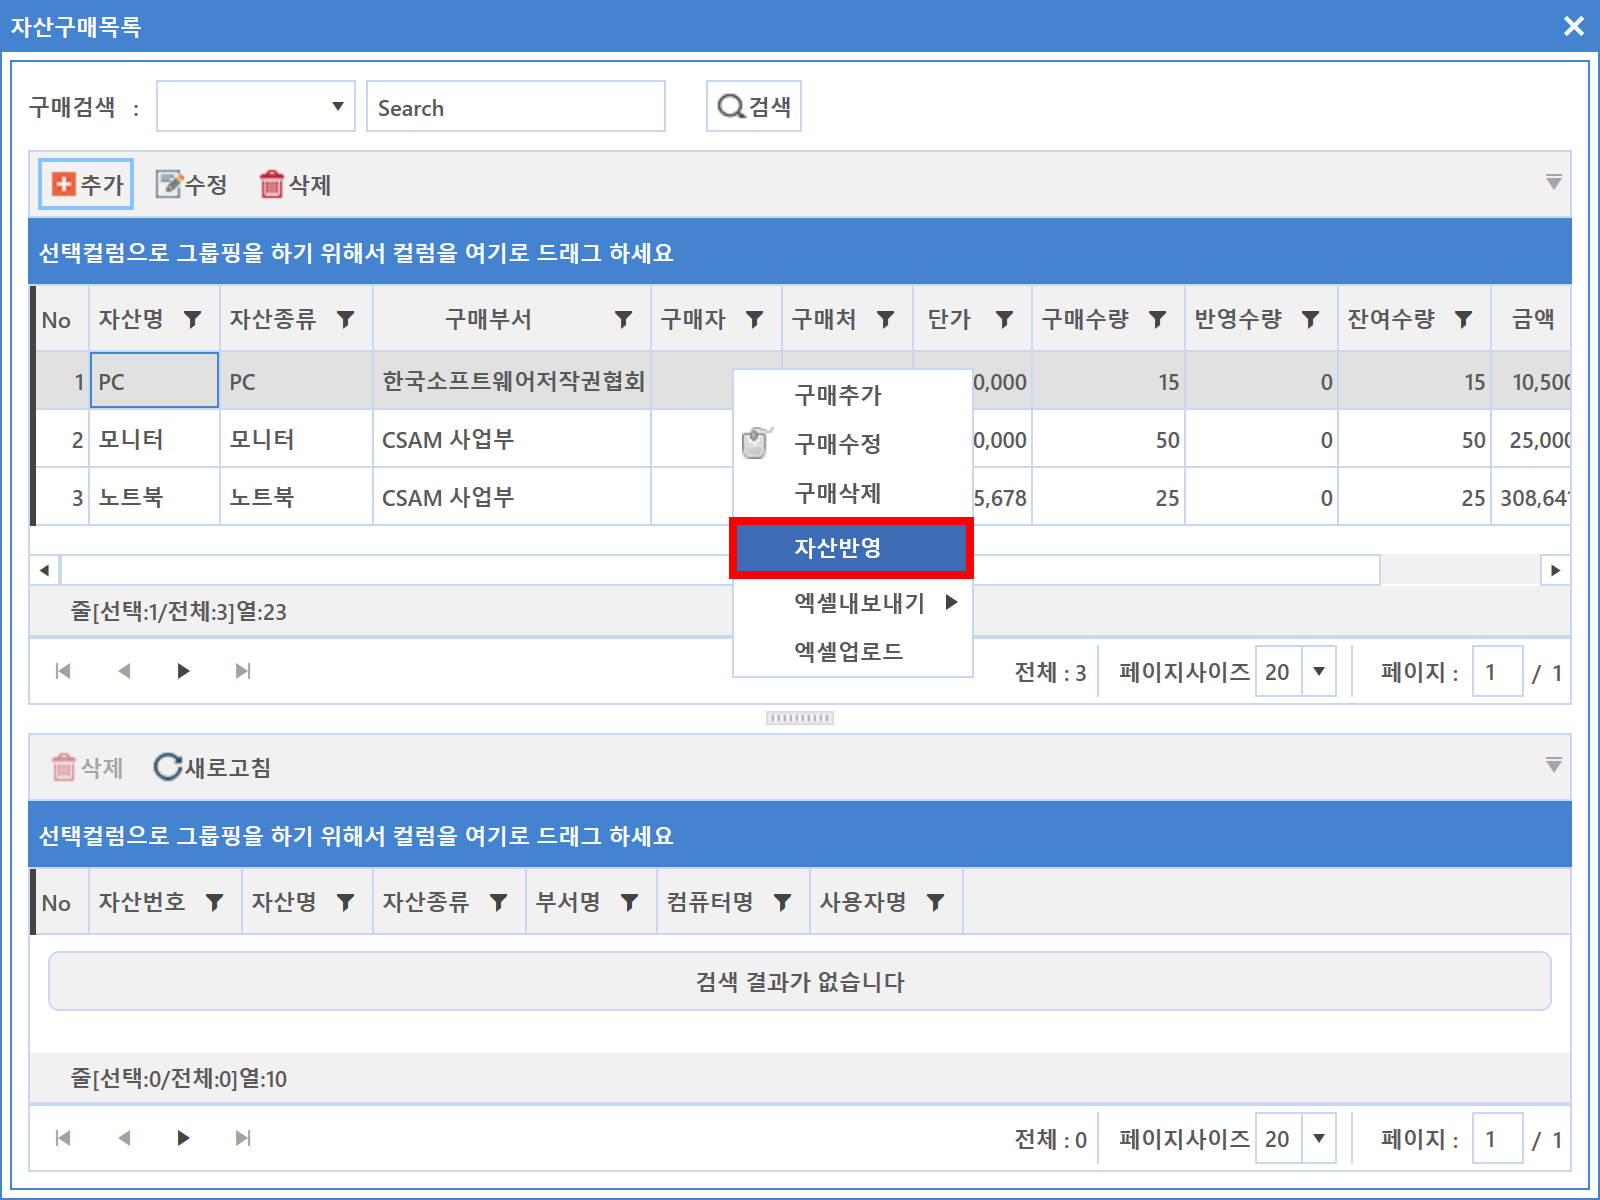 자산구매목록
구매검색 :
Search
검색
추가 수정 삭제
선택컬럼으로 그룹핑을 하기 위해서 컬럼을 여기로 드래그 하세요
No 자산명 자산종류 구매부서 구매자 구매처 단가 구매수량 반영수량 잔여수량 금액
1 PC PC 한국소프트웨어저작권협회 0,000 15 0 15 10,500
2 모니터 모니터 CSAM 사업부 0,000 50 0 50 25,000
3 노트북 노트북 CSAM 사업부 5,678 25 0 25 308,641
구매추가
구매수정
구매삭제
자산반영
엑셀내보내기
엑셀업로드
줄[선택:1/전체:3]열:23
전체 : 3 페이지사이즈 20 페이지 : 1 / 1
삭제 새로고침
선택컬럼으로 그룹핑을 하기 위해서 컬럼을 여기로 드래그 하세요
No 자산번호 자산명 자산종류 부서명 컴퓨터명 사용자명
검색 결과가 없습니다
줄[선택:0/전체:0]열:10
전체 : 0 페이지사이즈 20 페이지 : 1 / 1